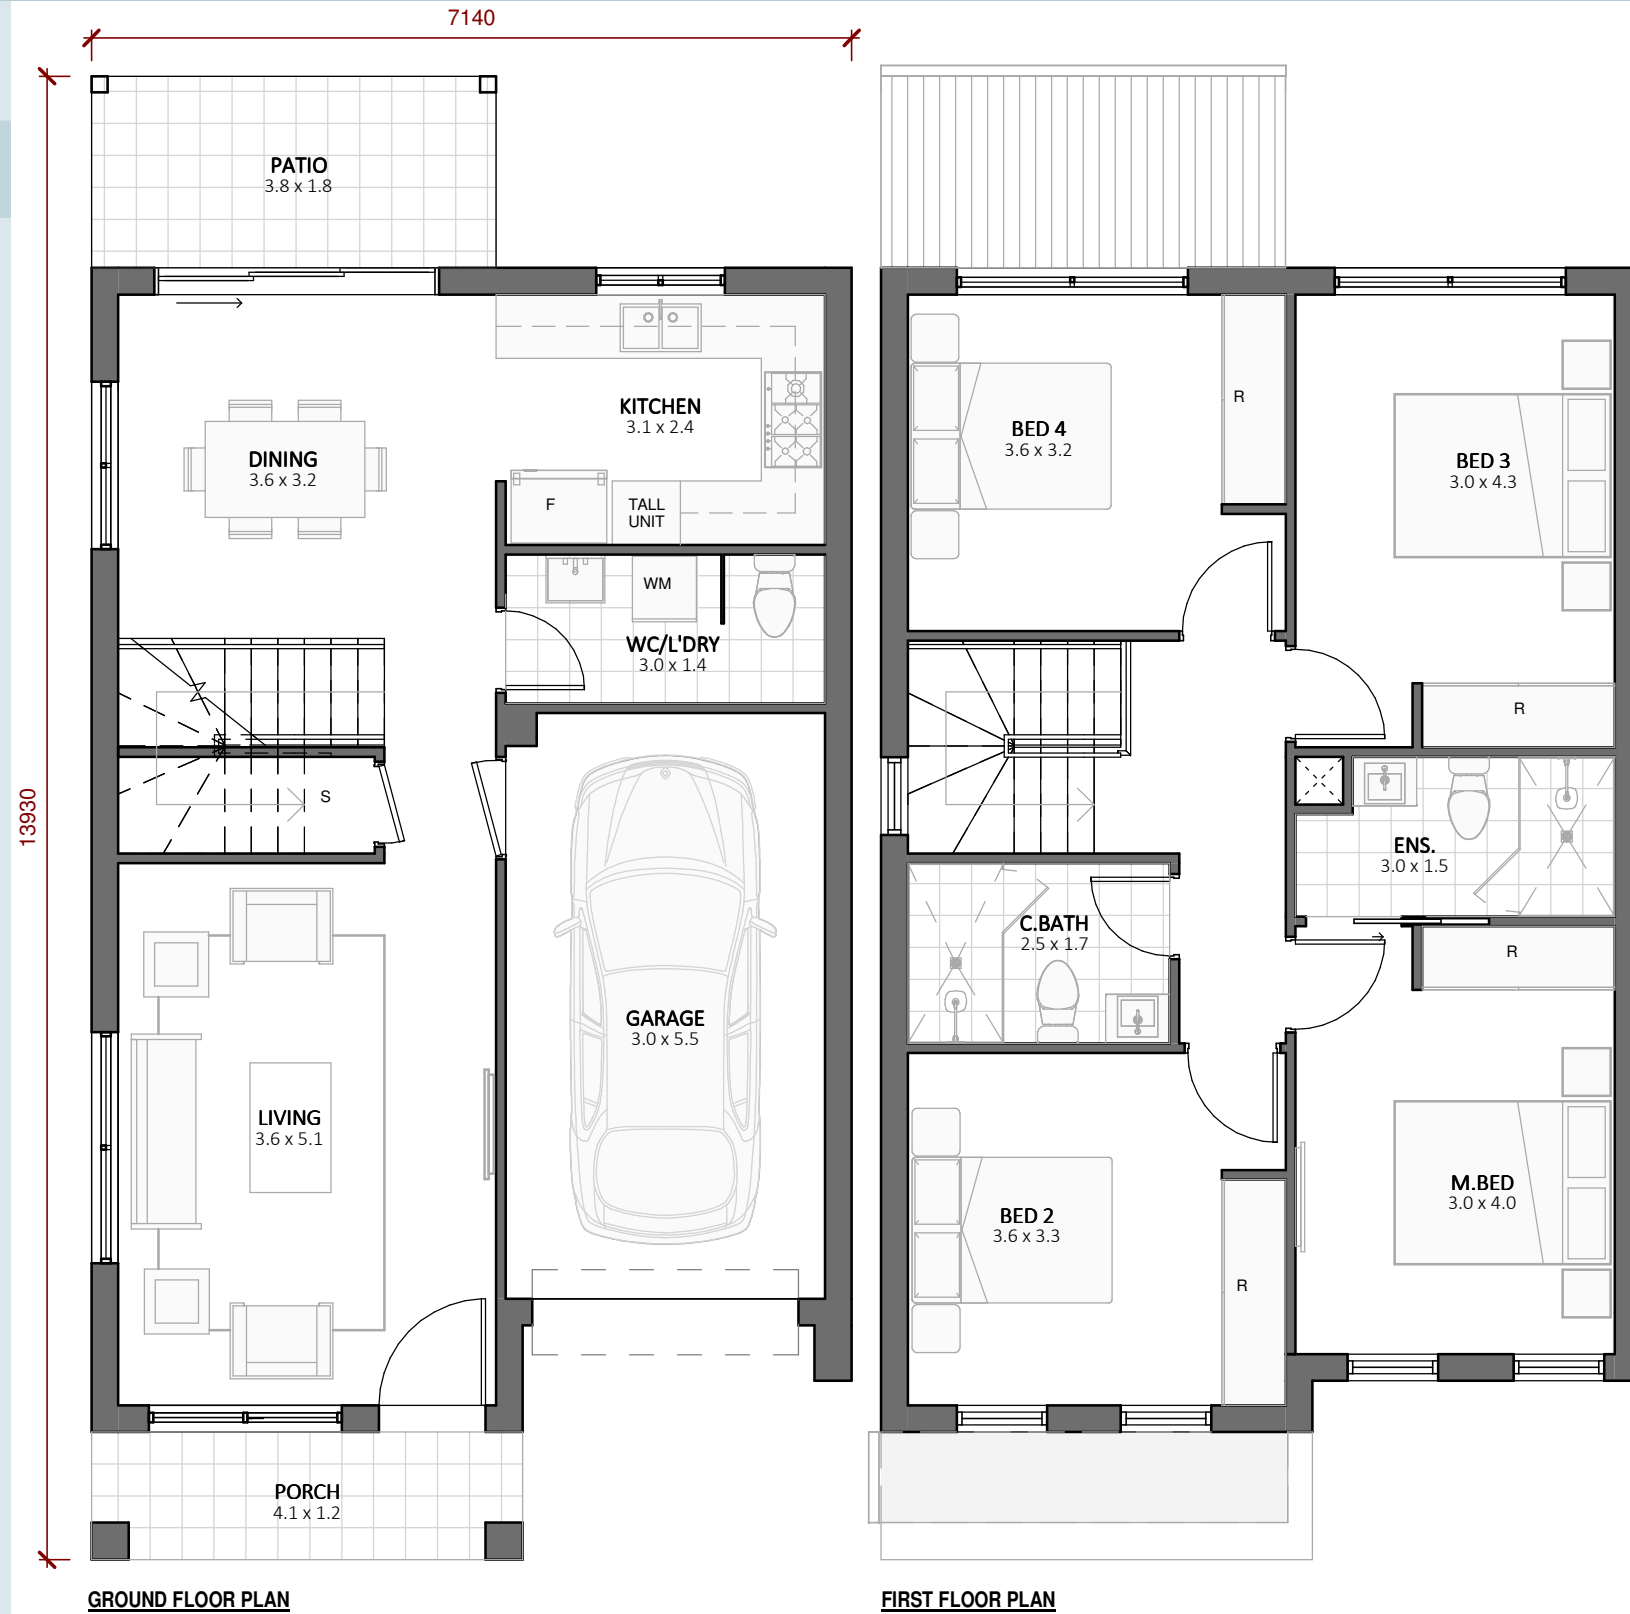 7140
13930
PATIO
3.8 x 1.8
KITCHEN
3.1 x 2.4
DINING
3.6 x 3.2
F
TALL
UNIT
WM
WC/L'DRY
3.0 x 1.4
S
GARAGE
3.0 x 5.5
LIVING
3.6 x 5.1
PORCH
4.1 x 1.2
GROUND FLOOR PLAN
BED 4
3.6 x 3.2
R
BED 3
3.0 x 4.3
R
ENS.
3.0 x 1.5
C.BATH
2.5 x 1.7
R
M.BED
3.0 x 4.0
BED 2
3.6 x 3.3
R
FIRST FLOOR PLAN